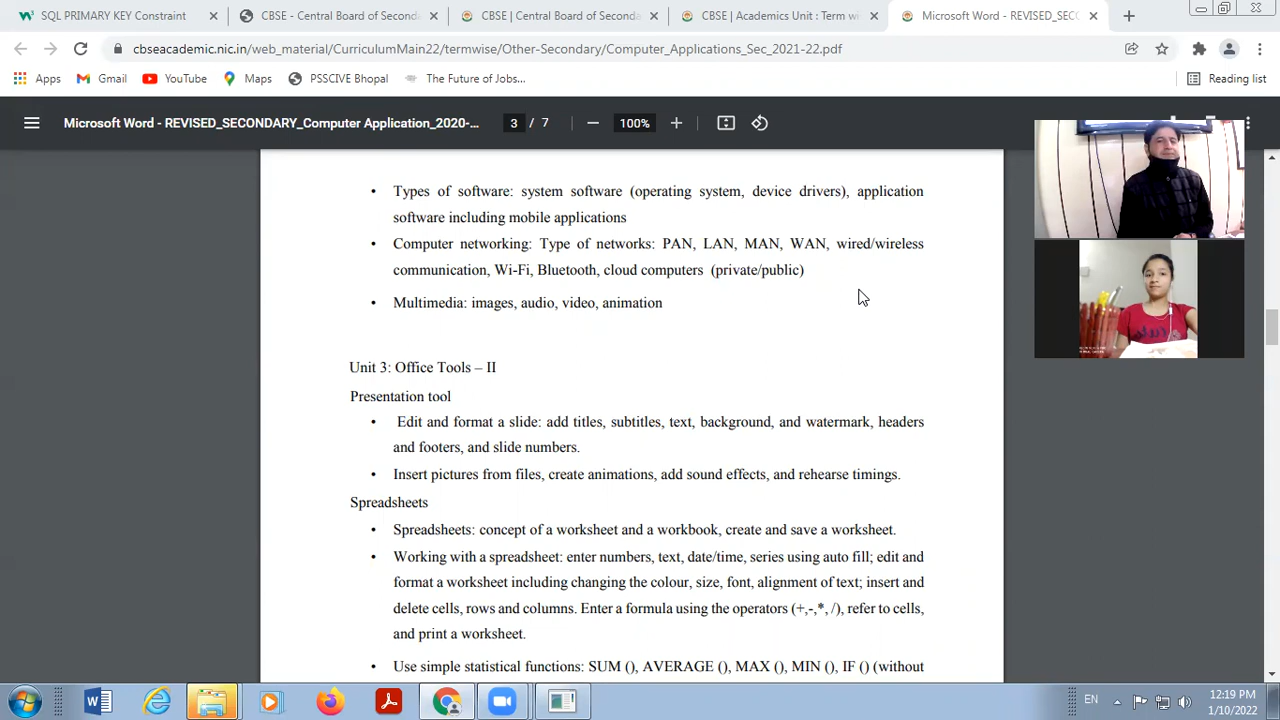 SQL PRIMARY KEY Constraint
CBSE - Central Board of Second
CBSE | Central Board of Seconda
CBSE | Academics Unit : Term wi
Microsoft Word - REVISED_SECO
cbseacademic.nic.in/web_material/CurriculumMain22/termwise/Other-Secondary/Computer_Applications_Sec_2021-22.pdf
Apps Gmail YouTube Maps PSSCIVE Bhopal The Future of Jobs... Reading list
Microsoft Word - REVISED_SECONDARY_Computer Application_2020-... 3 / 7 100%
• Types of software: system software (operating system, device drivers), application
software including mobile applications
• Computer networking: Type of networks: PAN, LAN, MAN, WAN, wired/wireless
communication, Wi-Fi, Bluetooth, cloud computers (private/public)
• Multimedia: images, audio, video, animation
Unit 3: Office Tools – II
Presentation tool
• Edit and format a slide: add titles, subtitles, text, background, and watermark, headers
and footers, and slide numbers.
• Insert pictures from files, create animations, add sound effects, and rehearse timings.
Spreadsheets
• Spreadsheets: concept of a worksheet and a workbook, create and save a worksheet.
• Working with a spreadsheet: enter numbers, text, date/time, series using auto fill; edit and
format a worksheet including changing the colour, size, font, alignment of text; insert and
delete cells, rows and columns. Enter a formula using the operators (+,-,*, /), refer to cells,
and print a worksheet.
• Use simple statistical functions: SUM (), AVERAGE (), MAX (), MIN (), IF () (without
EN 12:19 PM
1/10/2022